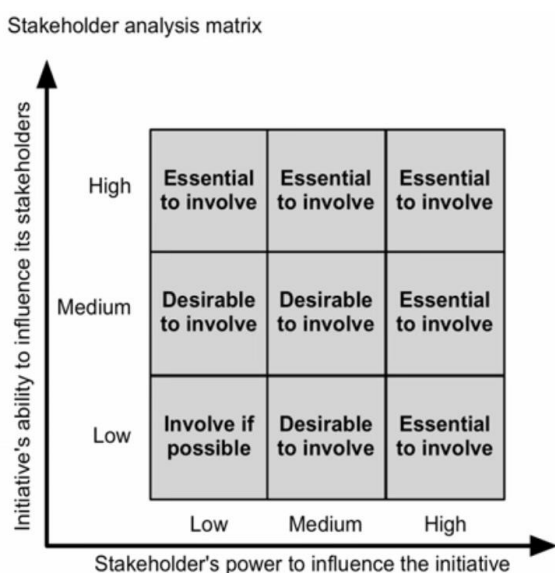 Stakeholder analysis matrix
Initiative's ability to influence its stakeholders
High
Essential
to involve
Essential
to involve
Essential
to involve
Medium
Desirable
to involve
Desirable
to involve
Essential
to involve
Low
Involve if
possible
Desirable
to involve
Essential
to involve
Low
Medium
High
Stakeholder's power to influence the initiative